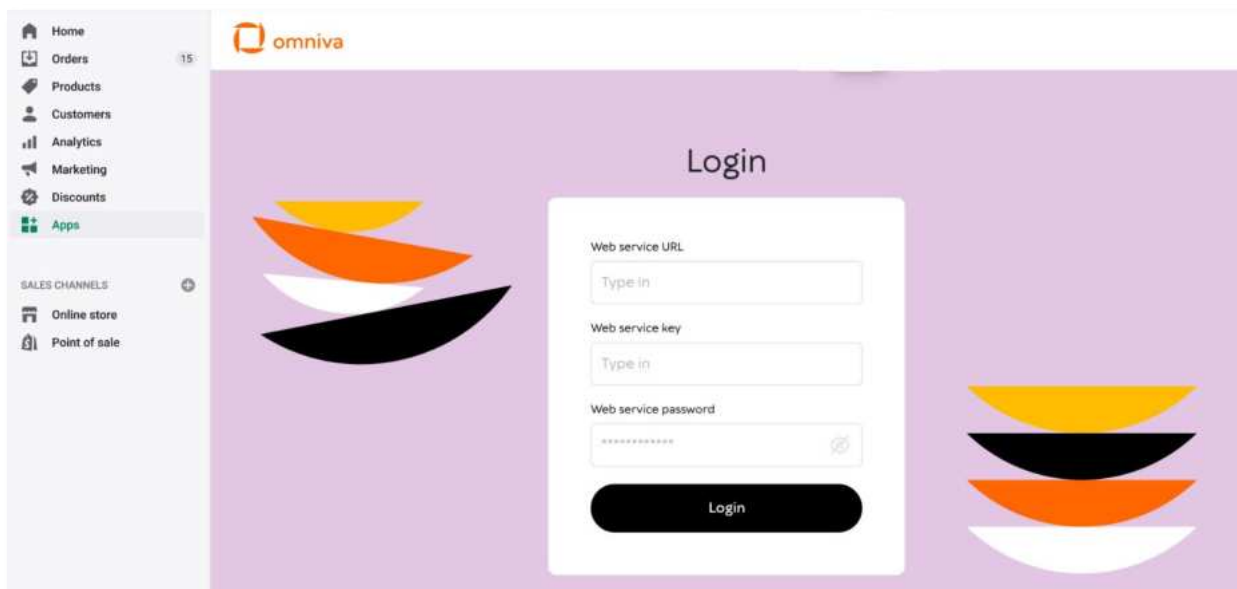 Home
Orders 15
Products
Customers
Analytics
Marketing
Discounts
Apps
SALES CHANNELS
Online store
Point of sale
omniva
Login
Web service URL
Type in
Web service key
Type in
Web service password
************
Login